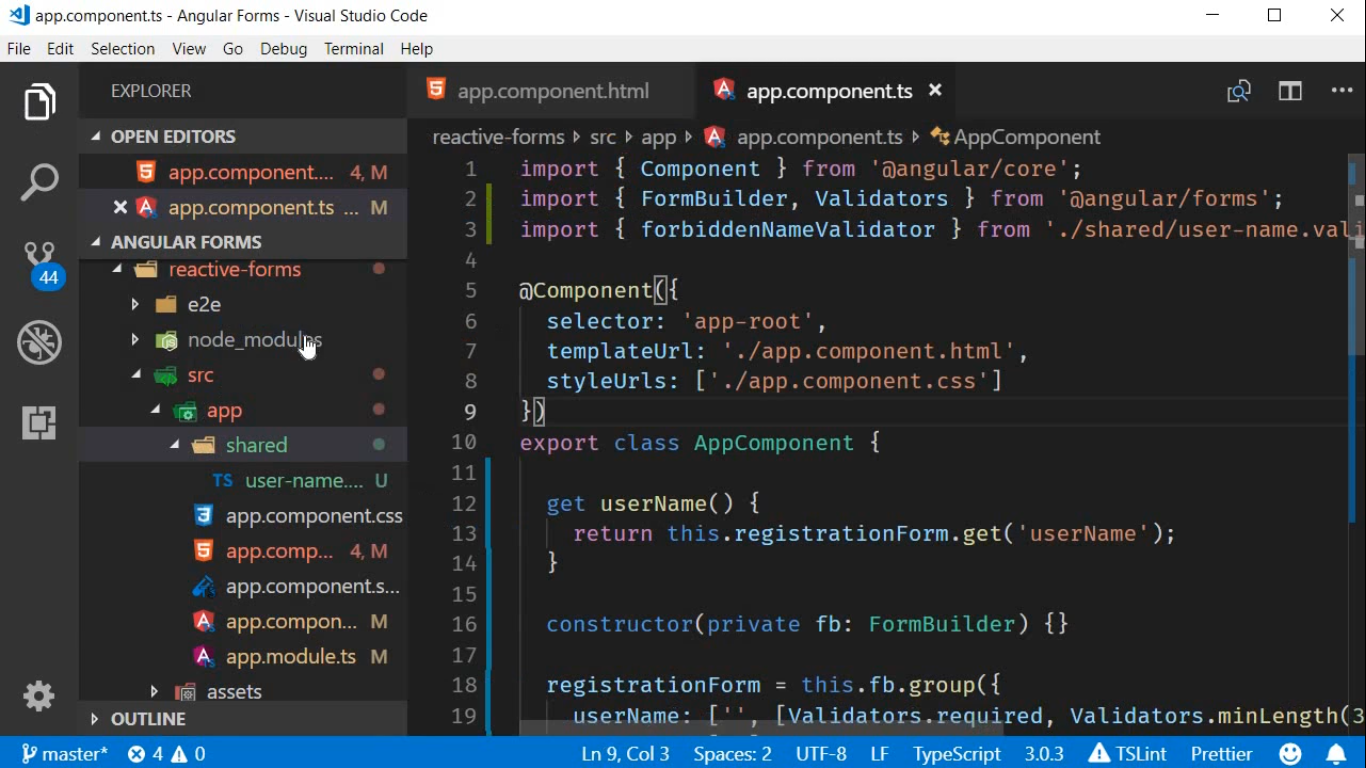 app.component.ts - Angular Forms - Visual Studio Code
File Edit Selection View Go Debug Terminal Help
EXPLORER
OPEN EDITORS
app.component.... 4, M
app.component.ts ... M
ANGULAR FORMS
reactive-forms
e2e
node_modules
src
app
shared
TS user-name.... U
app.component.css
app.comp... 4, M
app.component.s...
app.compon... M
app.module.ts M
assets
OUTLINE
44
app.component.html app.component.ts
reactive-forms src app app.component.ts AppComponent
1 import { Component } from '@angular/core';
2 import { FormBuilder, Validators } from '@angular/forms';
3 import { forbiddenNameValidator } from './shared/user-name.vali
4
5 @Component({
6 selector: 'app-root',
7 templateUrl: './app.component.html',
8 styleUrls: ['./app.component.css']
9 })
10 export class AppComponent {
11
12 get userName() {
13 return this.registrationForm.get('userName');
14 }
15
16 constructor(private fb: FormBuilder) {}
17
18 registrationForm = this.fb.group({
19 userName: ['', [Validators.required, Validators.minLength(3
master* 4 0 Ln 9, Col 3 Spaces: 2 UTF-8 LF TypeScript 3.0.3 TSLint Prettier